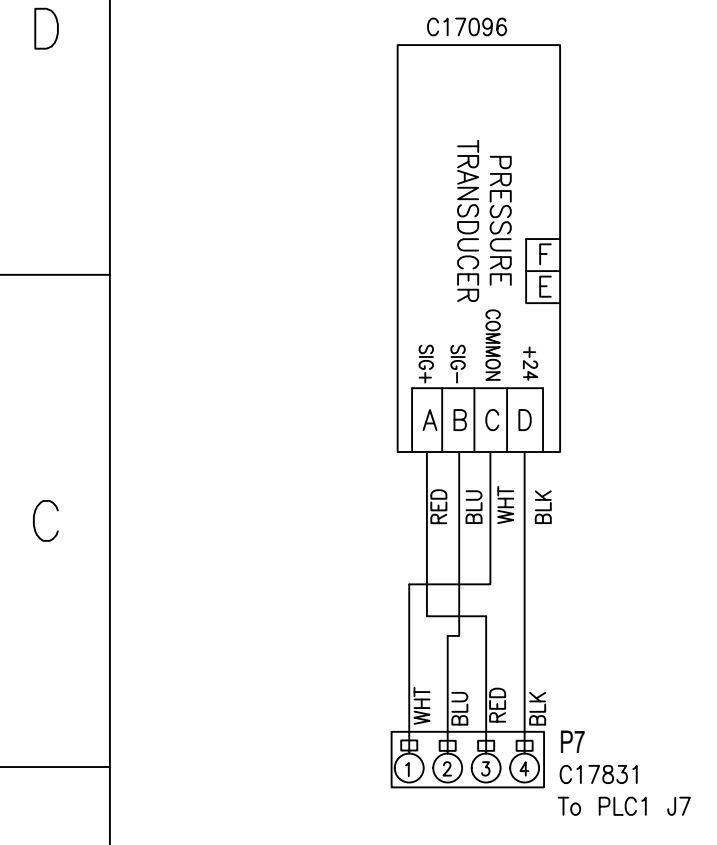 D
C17096
PRESSURE
TRANSDUCER
F
E
SIG+
SIG-
COMMON
+24
A
B
C
D
RED
BLU
WHT
BLK
C
WHT
BLU
RED
BLK
1
2
3
4
P7
C17831
To PLC1 J7